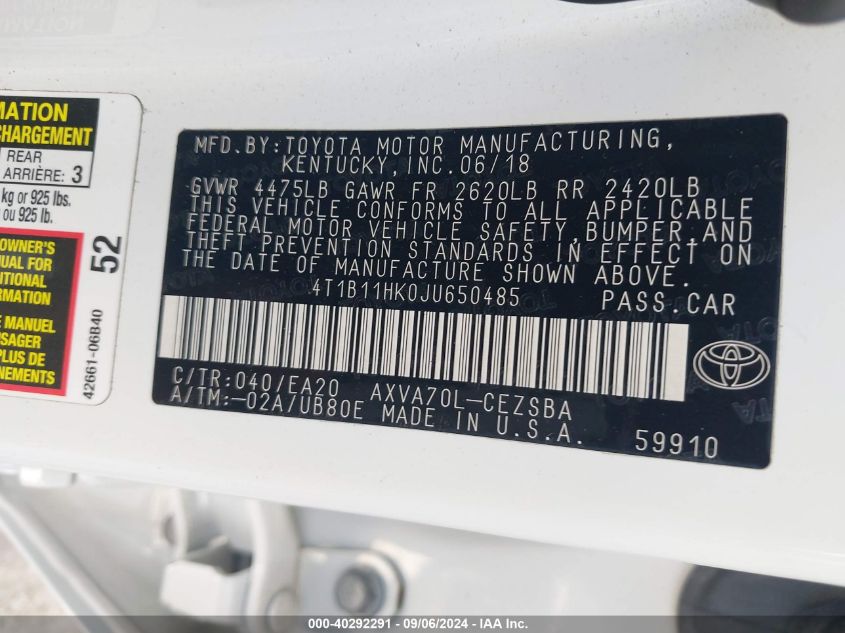 MATION
CHARGEMENT
REAR
ARRIÈRE: 3
kg or 925 lbs.
ou 925 lb.
OWNER'S
UAL FOR
ITIONAL
RMATION
E MANUEL
SAGER
PLUS DE
NEMENTS
52
42661-06B40
MFD.BY:TOYOTA MOTOR MANUFACTURING,
KENTUCKY,INC.06/18
GVWR 4475LB GAWR FR 2620LB RR 2420LB
THIS VEHICLE CONFORMS TO ALL APPLICABLE
FEDERAL MOTOR VEHICLE SAFETY,BUMPER,AND
THEFT PREVENTION STANDARDS IN EFFECT ON
THE DATE OF MANUFACTURE SHOWN ABOVE.
4T1B11HK0JU650485 PASS.CAR
C/TR:040/EA20 AXVA70L-CEZSBA
A/TM:-02A/UB80E MADE IN U.S.A.
59910
000-40292291 - 09/06/2024 - IAA Inc.